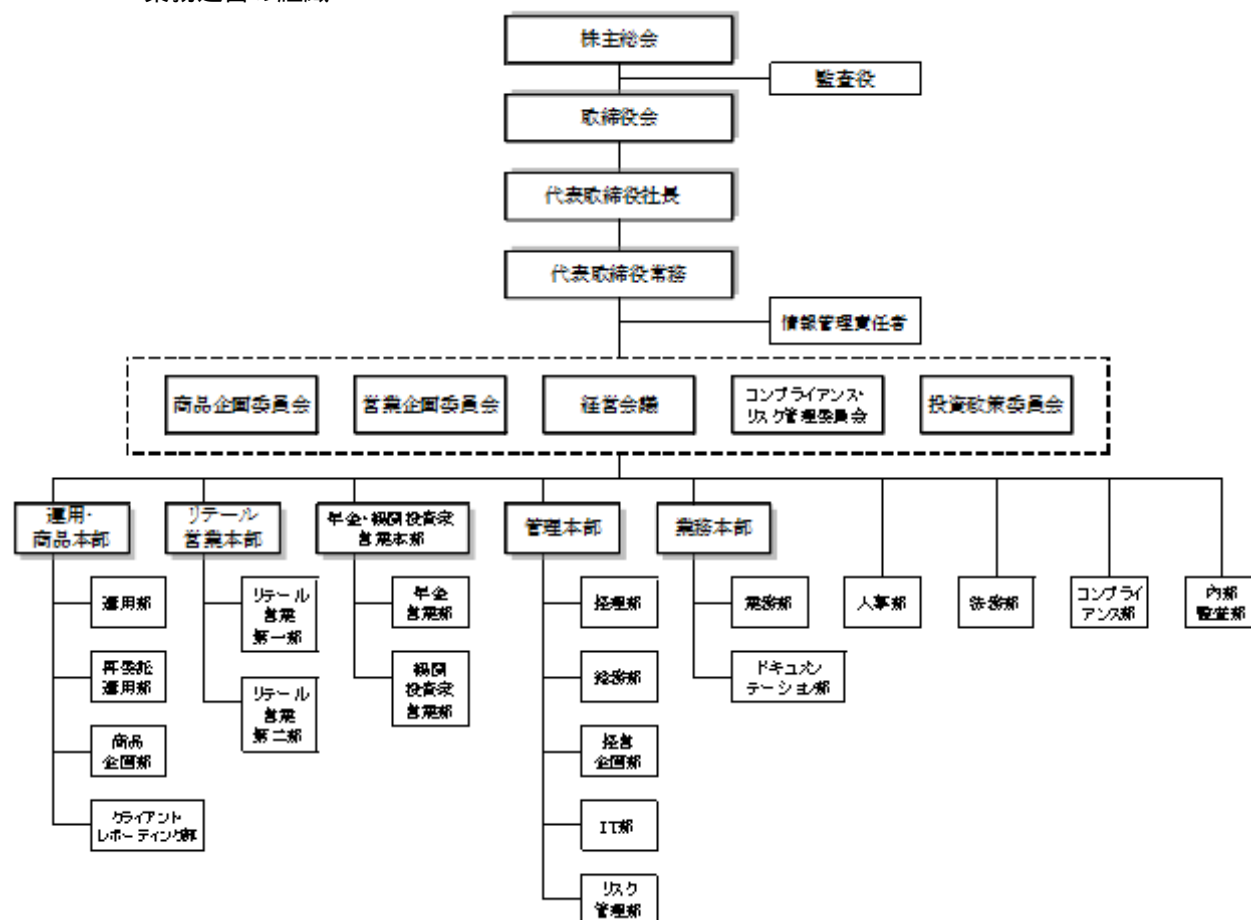 業務運営の組織
株主総会
監査役
取締役会
代表取締役社長
代表取締役常務
情報管理責任者
商品企画委員会
営業企画委員会
経営会議
コンプライアンス・
リスク管理委員会
投資政策委員会
運用・
商品本部
リテール
営業本部
年金・機関投資家
営業本部
管理本部
業務本部
運用部
再委託
運用部
商品
企画部
クライアント
レポーティング部
リテール
営業
第一部
リテール
営業
第二部
年金
営業部
機関
投資家
営業部
経理部
総務部
経営
企画部
IT部
リスク
管理部
業務部
ドキュメン
テーション部
人事部
法務部
コンプライ
アンス部
内部
監査部